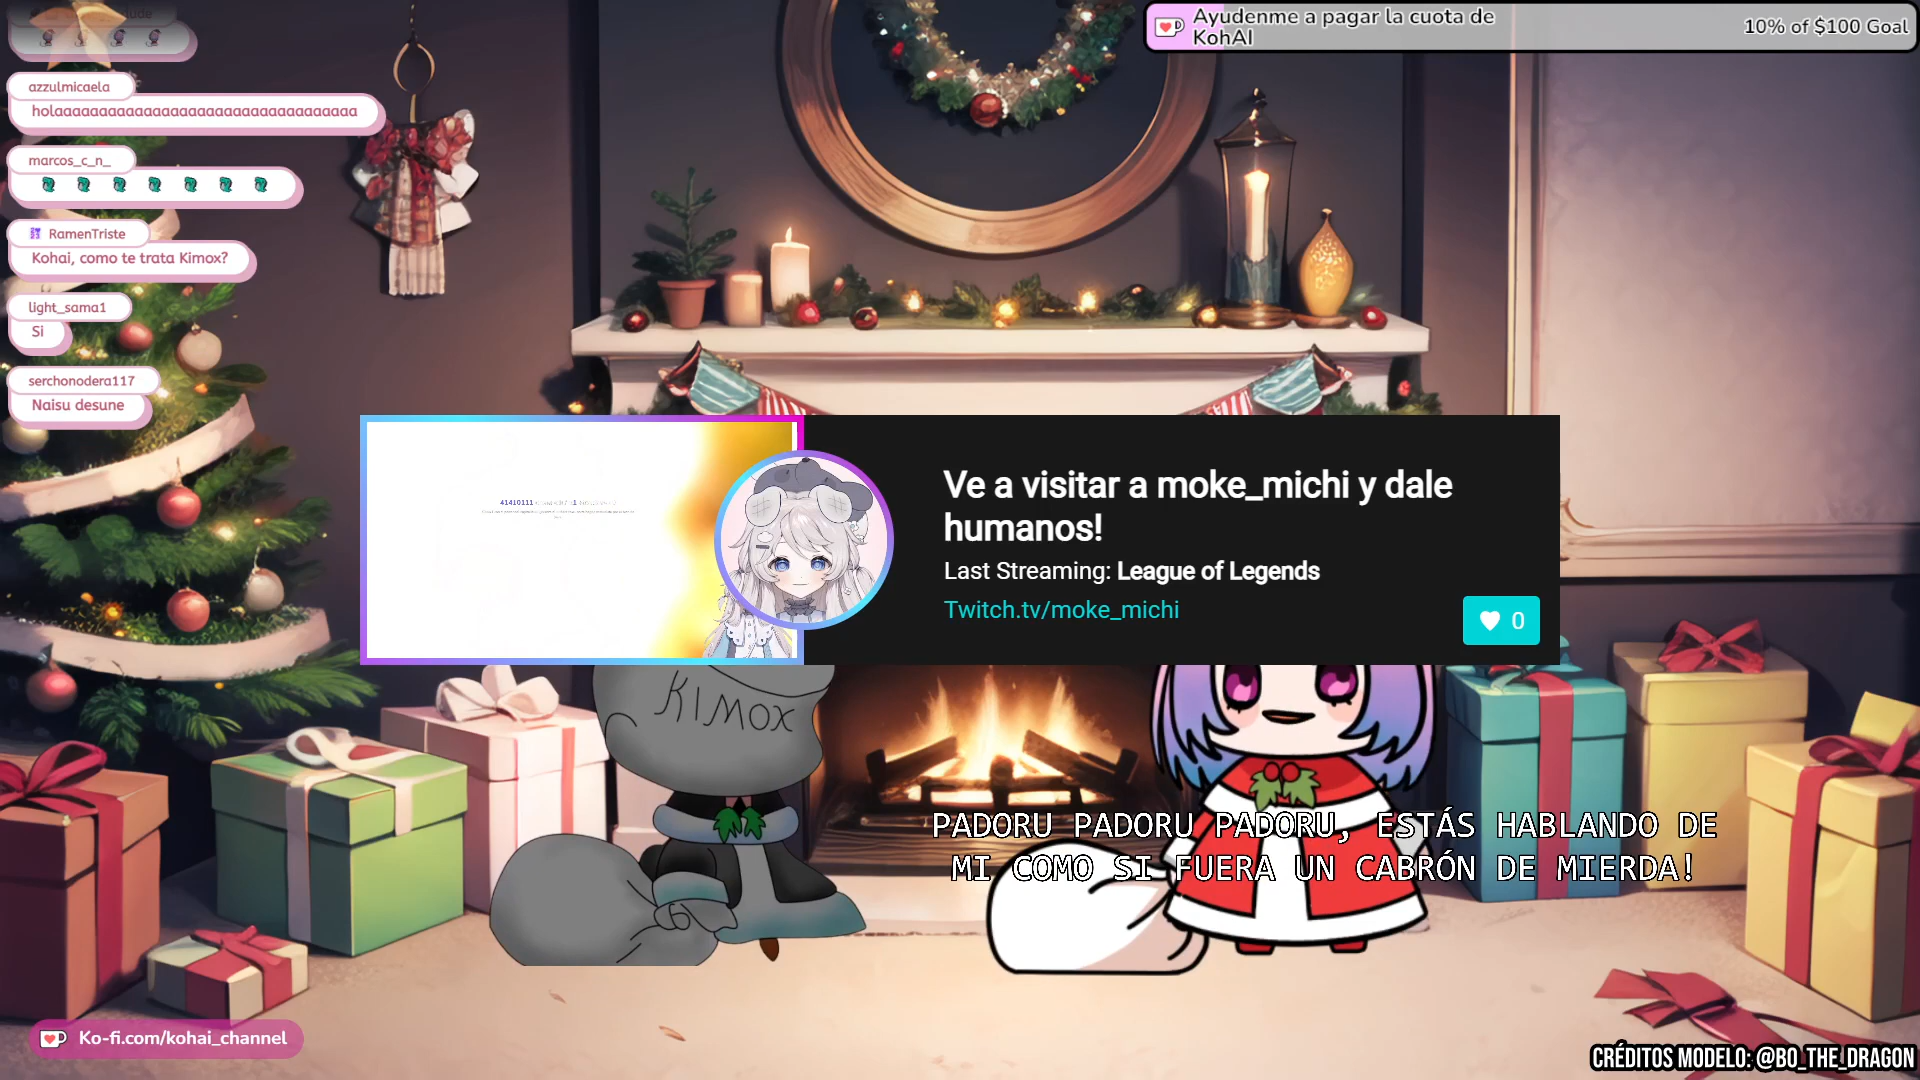 azzulmicaela
holaaaaaaaaaaaaaaaaaaaaaaaaaaaaaaaaaaa
marcos_c_n_
RamenTriste
Kohai, como te trata Kimox?
light_sama1
Si
serchonodera117
Naisu desune
Ayudenme a pagar la cuota de
KohAI
10% of $100 Goal
41410111
Ve a visitar a moke_michi y dale
humanos!
Last Streaming: League of Legends
Twitch.tv/moke_michi
0
KIMOX
PADORU PADORU PADORU, ESTÁS HABLANDO DE
MI COMO SI FUERA UN CABRÓN DE MIERDA!
Ko-fi.com/kohai_channel
CRÉDITOS MODELO: @BO_THE_DRAGON